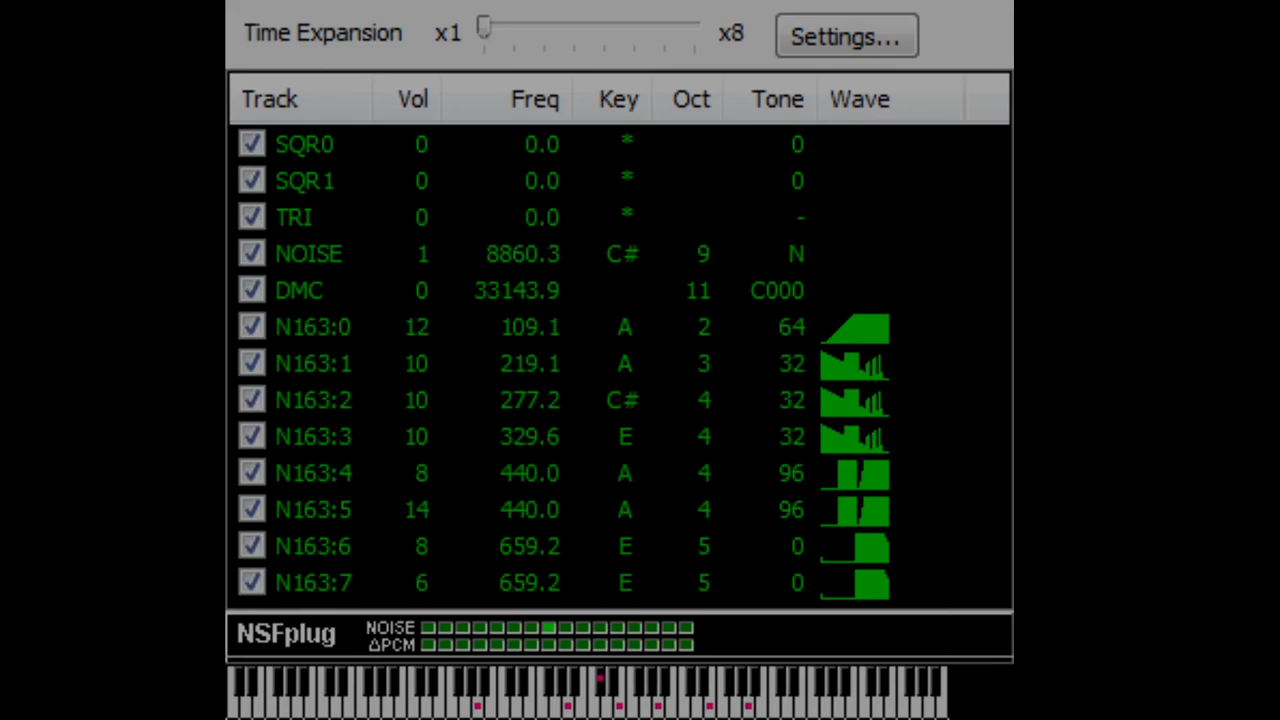 Time Expansion x1 x8 Settings...
Track Vol Freq Key Oct Tone Wave
SQR0 0 0.0 * 0
SQR1 0 0.0 * 0
TRI 0 0.0 * -
NOISE 1 8860.3 C# 9 N
DMC 0 33143.9 11 C000
N163:0 12 109.1 A 2 64
N163:1 10 219.1 A 3 32
N163:2 10 277.2 C# 4 32
N163:3 10 329.6 E 4 32
N163:4 8 440.0 A 4 96
N163:5 14 440.0 A 4 96
N163:6 8 659.2 E 5 0
N163:7 6 659.2 E 5 0
NSFplug NOISE
ΔPCM